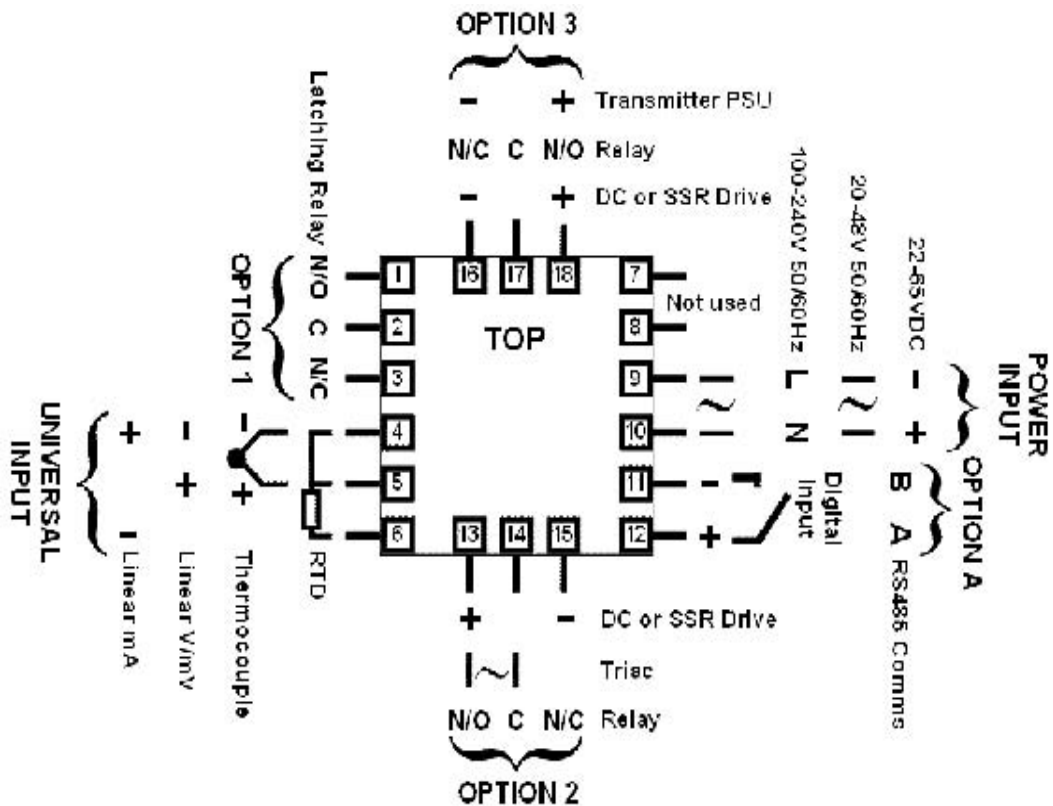 OPTION 3
- + Transmitter PSU
N/C C N/O Relay
- + DC or SSR Drive
Latching Relay
N/O
C
N/C
OPTION 1
1
2
3
4
5
6
16 17 18
TOP
7
8
9
10
11
12
13 14 15
Not used
100-240V 50/60Hz
L
N
20-48V 50/60Hz
~
~
22-65VDC
-
+
POWER
INPUT
- +
Digital
Input
B
A
RS485 Comms
OPTION A
UNIVERSAL
INPUT
+ - Linear mA
- + Linear V/mV
- + Thermocouple
RTD
+ - DC or SSR Drive
~ Triac
N/O C N/C Relay
OPTION 2